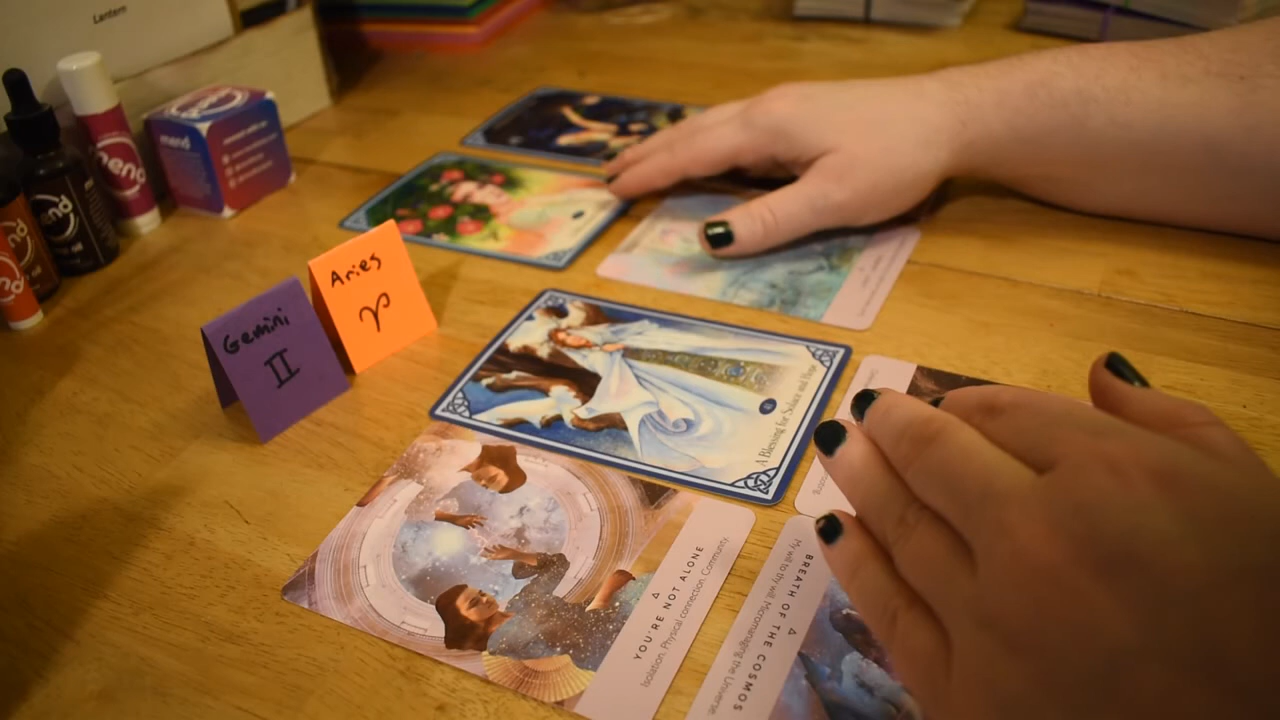 Lantern
mend
mend
Gemini
Aries
A Blessing for Solace and Hope
YOU'RE NOT ALONE
Isolation. Physical connection. Community.
BREATH OF THE COSMOS
My will to thy will. Micromanaging the Universe